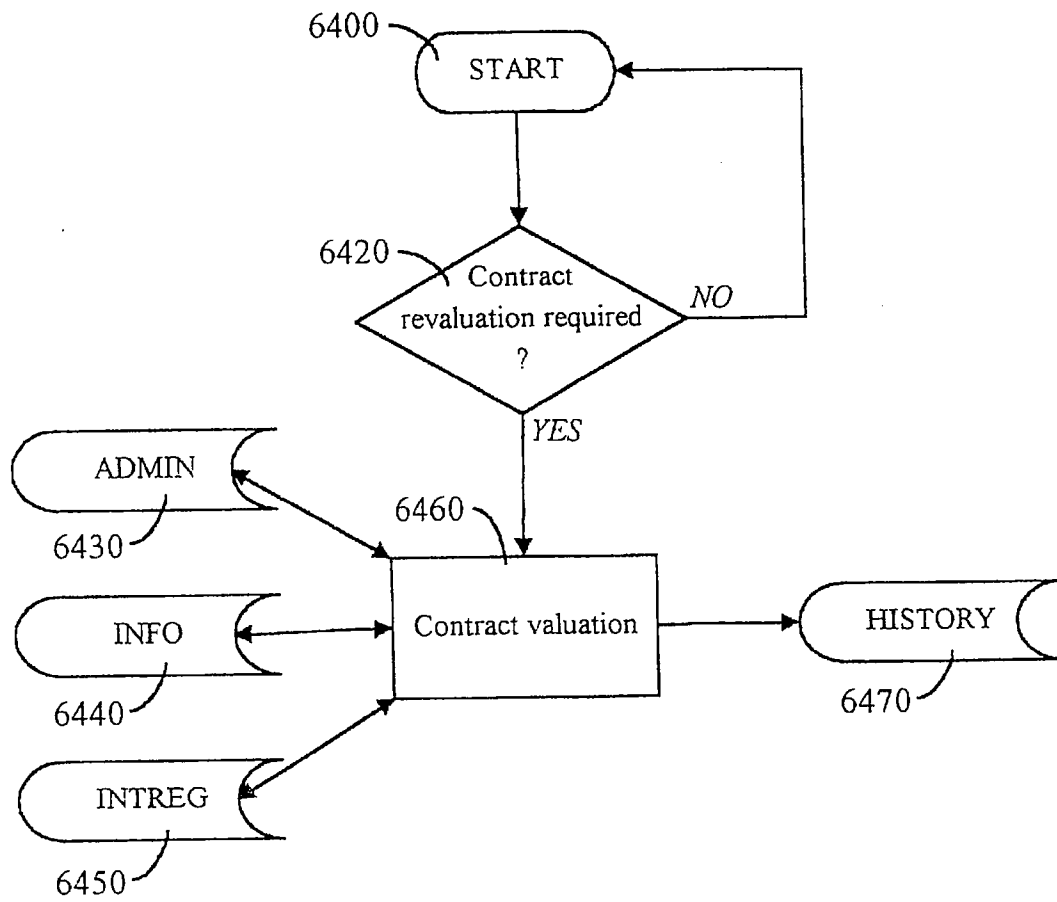 6400
START
6420
Contract
revaluation required
?
NO
YES
ADMIN
6430
6460
INFO
6440
Contract valuation
HISTORY
6470
INTREG
6450